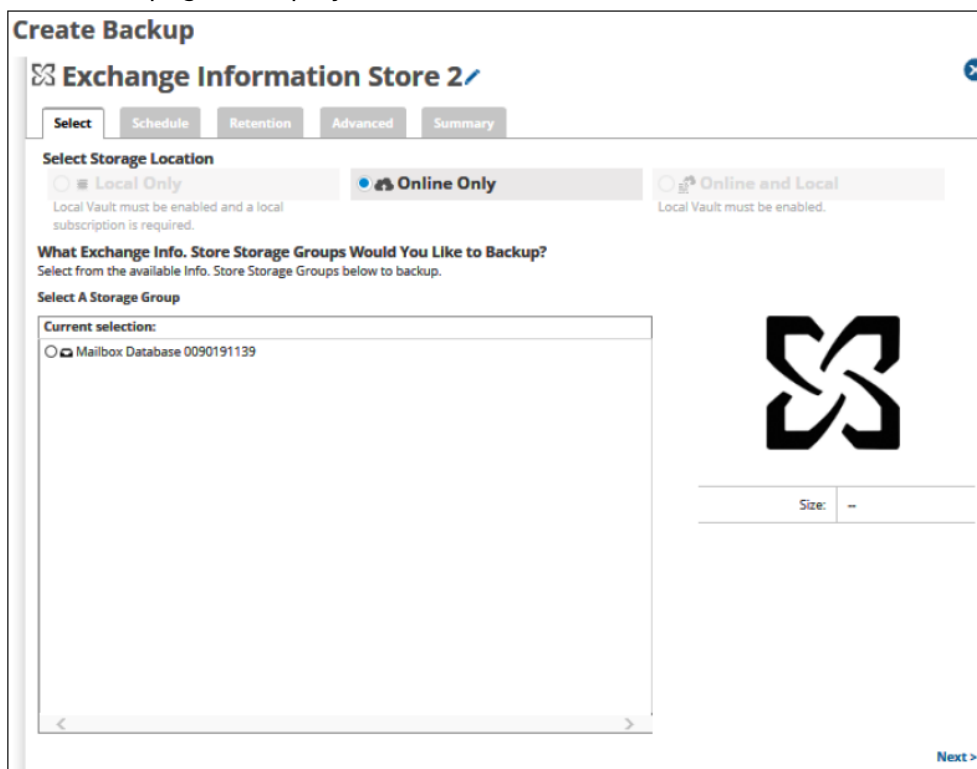 Create Backup
Exchange Information Store 2
Select Schedule Retention Advanced Summary
Select Storage Location
Local Only Online Only Online and Local
Local Vault must be enabled and a local Local Vault must be enabled.
subscription is required.
What Exchange Info. Store Storage Groups Would You Like to Backup?
Select from the available Info. Store Storage Groups below to backup.
Select A Storage Group
Current selection:
Mailbox Database 0090191139
Size: --
Next >